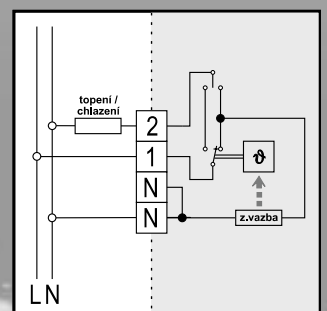 topení /
chlazení
2
1
N
N
ϑ
z.vazba
L N